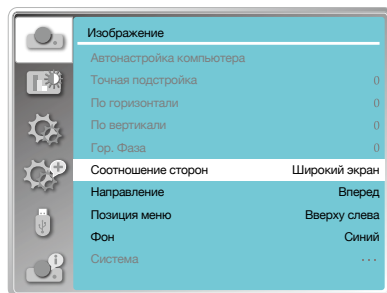 Изображение
Автонастройка компьютера
Точная подстройка 0
По горизонтали 0
По вертикали 0
Гор. Фаза 0
Соотношение сторон Широкий экран
Направление Вперед
Позиция меню Вверху слева
Фон Синий
Система ...